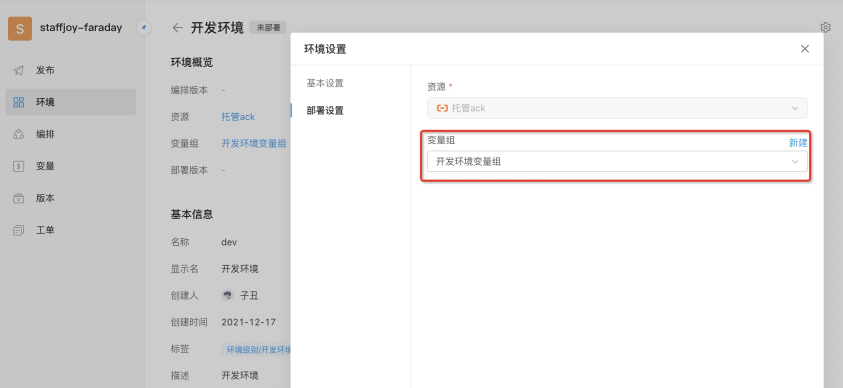 S staffjoy-faraday
发布
环境
编排
变量
版本
工单
开发环境 未部署
环境概览
编排版本 -
资源 托管ack
变量组 开发环境变量组
部署版本 -
基本信息
名称 dev
显示名 开发环境
创建人 子丑
创建时间 2021-12-17
标签 环境级别/开发环境
描述 开发环境
环境设置
基本设置
部署设置
资源 *
托管ack
变量组 新建
开发环境变量组